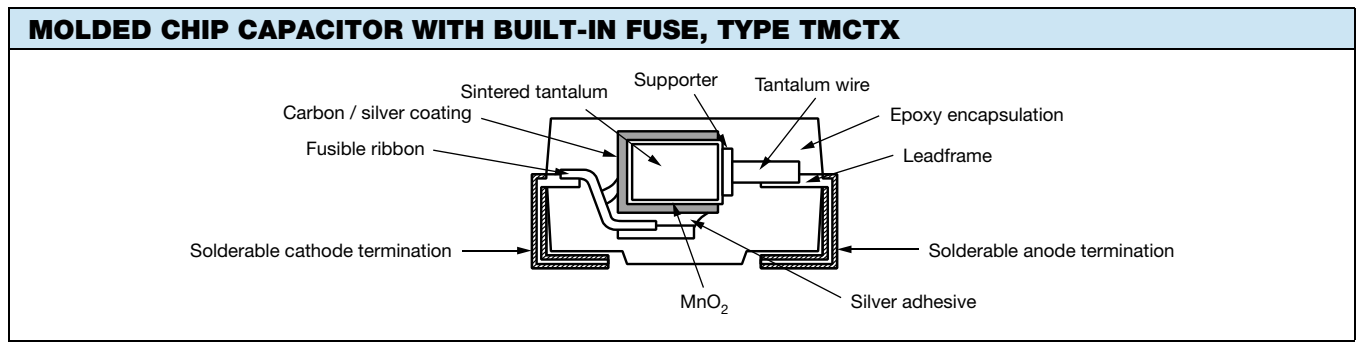 MOLDED CHIP CAPACITOR WITH BUILT-IN FUSE, TYPE TMCTX
Supporter
Tantalum wire
Sintered tantalum
Carbon / silver coating
Epoxy encapsulation
Fusible ribbon
Leadframe
Solderable cathode termination
Solderable anode termination
MnO₂
Silver adhesive